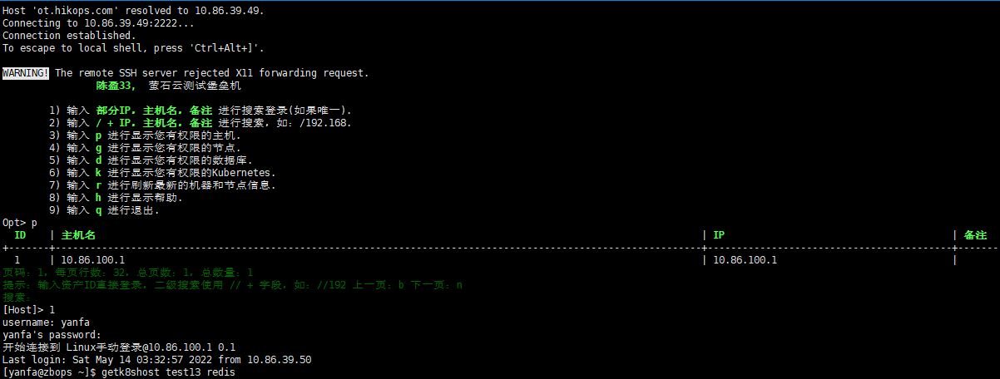 Host 'ot.hikops.com' resolved to 10.86.39.49.
Connecting to 10.86.39.49:2222...
Connection established.
To escape to local shell, press 'Ctrl+Alt+]'.
WARNING! The remote SSH server rejected X11 forwarding request.
陈盈33, 萤石云测试堡垒机
1) 输入 部分IP, 主机名, 备注 进行搜索登录(如果唯一).
2) 输入 / + IP, 主机名, 备注 进行搜索, 如: /192.168.
3) 输入 p 进行显示您有权限的主机.
4) 输入 g 进行显示您有权限的节点.
5) 输入 d 进行显示您有权限的数据库.
6) 输入 k 进行显示您有权限的Kubernetes.
7) 输入 r 进行刷新最新的机器和节点信息.
8) 输入 h 进行显示帮助.
9) 输入 q 进行退出.
Opt> p
ID | 主机名 | IP | 备注
+-------+---------------------------------------------------------------+-------------------------+-------
1 | 10.86.100.1 | 10.86.100.1 |
页码: 1, 每页行数: 32, 总页数: 1, 总数量: 1
提示: 输入资产ID直接登录, 二级搜索使用 // + 字段, 如: //192 上一页: b 下一页: n
搜索:
[Host]> 1
username: yanfa
yanfa's password:
开始连接到 Linux手动登录@10.86.100.1 0.1
Last login: Sat May 14 03:32:57 2022 from 10.86.39.50
[yanfa@zbops ~]$ getk8shost test13 redis